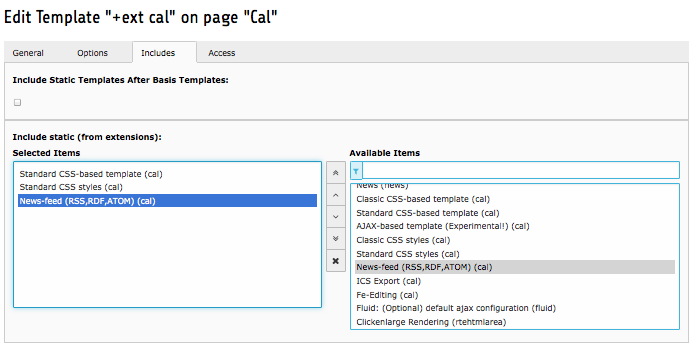 Edit Template "+ext cal" on page "Cal"
General Options Includes Access
Include Static Templates After Basis Templates:
Include static (from extensions):
Selected Items
Standard CSS-based template (cal)
Standard CSS styles (cal)
News-feed (RSS,RDF,ATOM) (cal)
Available Items
News (news)
Classic CSS-based template (cal)
Standard CSS-based template (cal)
AJAX-based template (Experimental!) (cal)
Classic CSS styles (cal)
Standard CSS styles (cal)
News-feed (RSS,RDF,ATOM) (cal)
ICS Export (cal)
Fe-Editing (cal)
Fluid: (Optional) default ajax configuration (fluid)
Clickenlarge Rendering (rtehtmlarea)